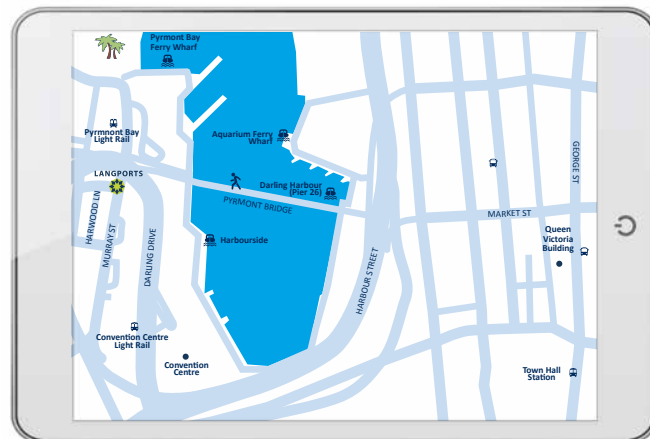 Pyrmont Bay
Ferry Wharf
Aquarium Ferry
Wharf
Pyrmont Bay
Light Rail
LANGPORTS
Darling Harbour
(Pier 26)
PYRMONT BRIDGE
HARWOOD LN
MURRAY ST
DARLING DRIVE
Harbourside
HARBOUR STREET
GEORGE ST
MARKET ST
Queen
Victoria
Building
Convention Centre
Light Rail
Convention
Centre
Town Hall
Station